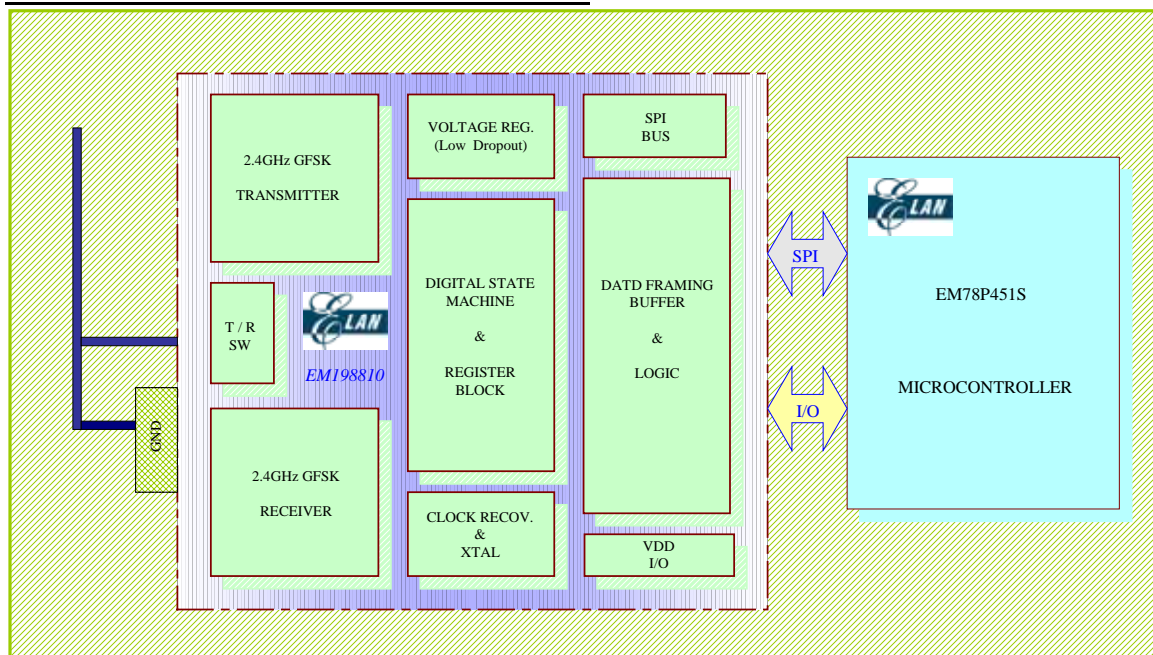 2.4GHz GFSK
TRANSMITTER
T / R
SW
ELAN
EM198810
2.4GHz GFSK
RECEIVER
GND
VOLTAGE REG.
(Low Dropout)
DIGITAL STATE
MACHINE
&
REGISTER
BLOCK
CLOCK RECOV.
&
XTAL
SPI
BUS
DATD FRAMING
BUFFER
&
LOGIC
VDD
I/O
SPI
I/O
ELAN
EM78P451S
MICROCONTROLLER